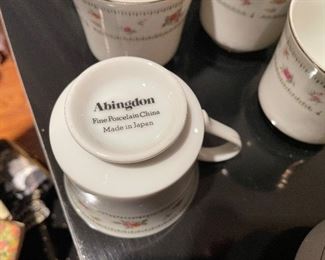 Abingdon
Fine Porcelain China
Made in Japan